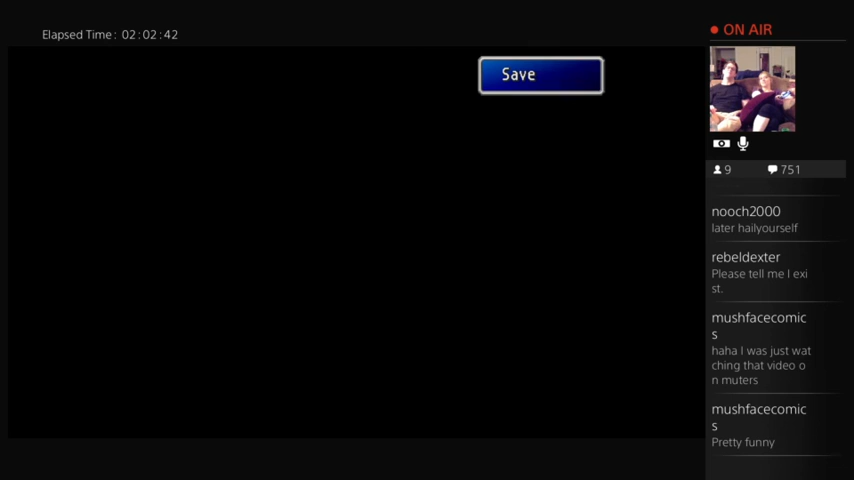 Elapsed Time: 02:02:42
ON AIR
Save
9 751
nooch2000
later hailyourself
rebeldexter
Please tell me I exi
st.
mushfacecomic
s
haha I was just wat
ching that video o
n muters
mushfacecomic
s
Pretty funny